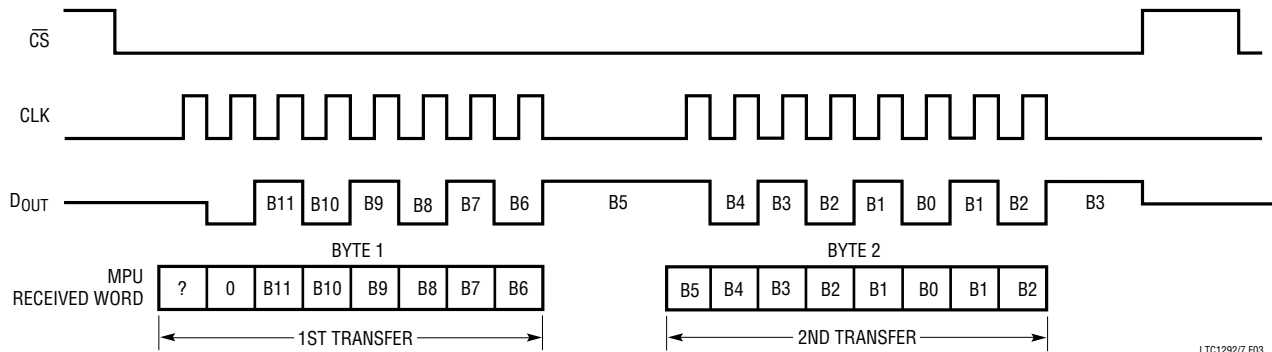 CS
CLK
DOUT
B11 B10 B9 B8 B7 B6 B5 B4 B3 B2 B1 B0 B1 B2 B3
BYTE 1 BYTE 2
MPU
RECEIVED WORD
? 0 B11 B10 B9 B8 B7 B6 B5 B4 B3 B2 B1 B0 B1 B2
1ST TRANSFER 2ND TRANSFER
LTC1292/7 F03